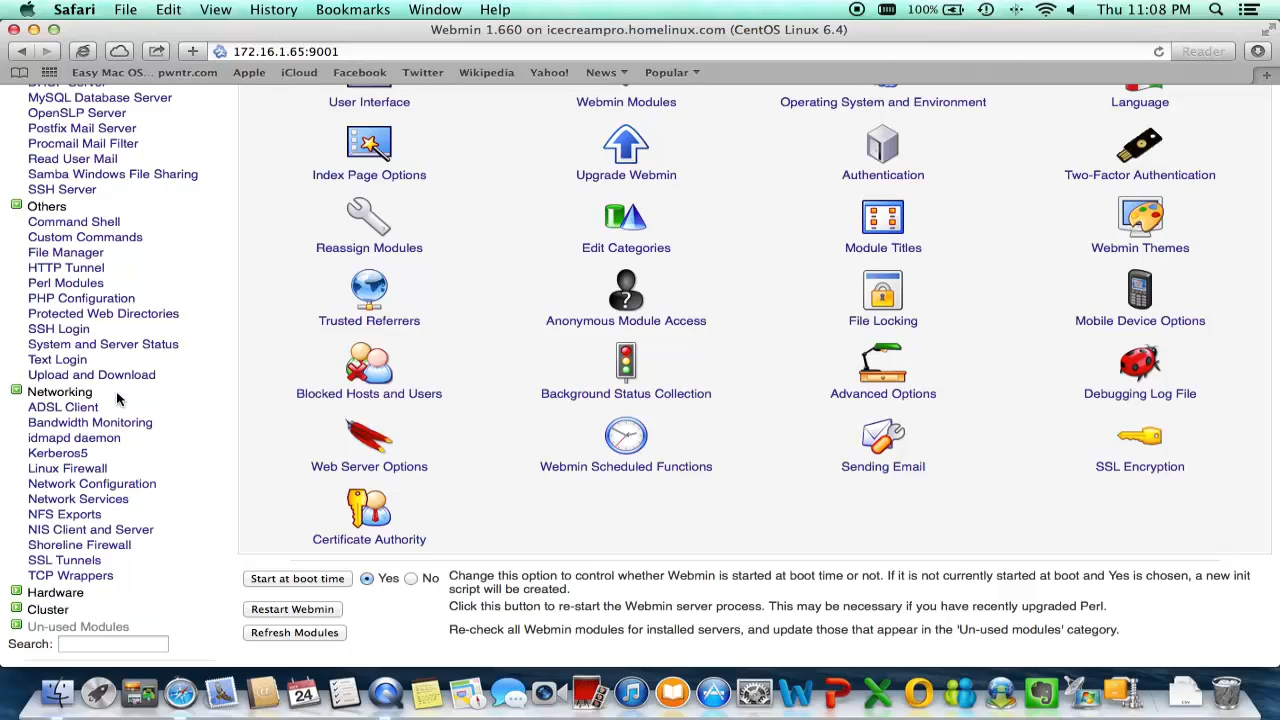 Safari File Edit View History Bookmarks Window Help 100% Thu 11:08 PM
Webmin 1.660 on icecreampro.homelinux.com (CentOS Linux 6.4)
172.16.1.65:9001 Reader
Easy Mac OS... pwntr.com Apple iCloud Facebook Twitter Wikipedia Yahoo! News Popular
DHCP Server
MySQL Database Server
OpenSLP Server
Postfix Mail Server
Procmail Mail Filter
Read User Mail
Samba Windows File Sharing
SSH Server
Others
Command Shell
Custom Commands
File Manager
HTTP Tunnel
Perl Modules
PHP Configuration
Protected Web Directories
SSH Login
System and Server Status
Text Login
Upload and Download
Networking
ADSL Client
Bandwidth Monitoring
idmapd daemon
Kerberos5
Linux Firewall
Network Configuration
Network Services
NFS Exports
NIS Client and Server
Shoreline Firewall
SSL Tunnels
TCP Wrappers
Hardware
Cluster
Un-used Modules
Search:
User Interface Webmin Modules Operating System and Environment Language
Index Page Options Upgrade Webmin Authentication Two-Factor Authentication
Reassign Modules Edit Categories Module Titles Webmin Themes
Trusted Referrers Anonymous Module Access File Locking Mobile Device Options
Blocked Hosts and Users Background Status Collection Advanced Options Debugging Log File
Web Server Options Webmin Scheduled Functions Sending Email SSL Encryption
Certificate Authority
Start at boot time Yes No Change this option to control whether Webmin is started at boot time or not. If it is not currently started at boot and Yes is chosen, a new init
script will be created.
Restart Webmin Click this button to re-start the Webmin server process. This may be necessary if you have recently upgraded Perl.
Refresh Modules Re-check all Webmin modules for installed servers, and update those that appear in the 'Un-used modules' category.